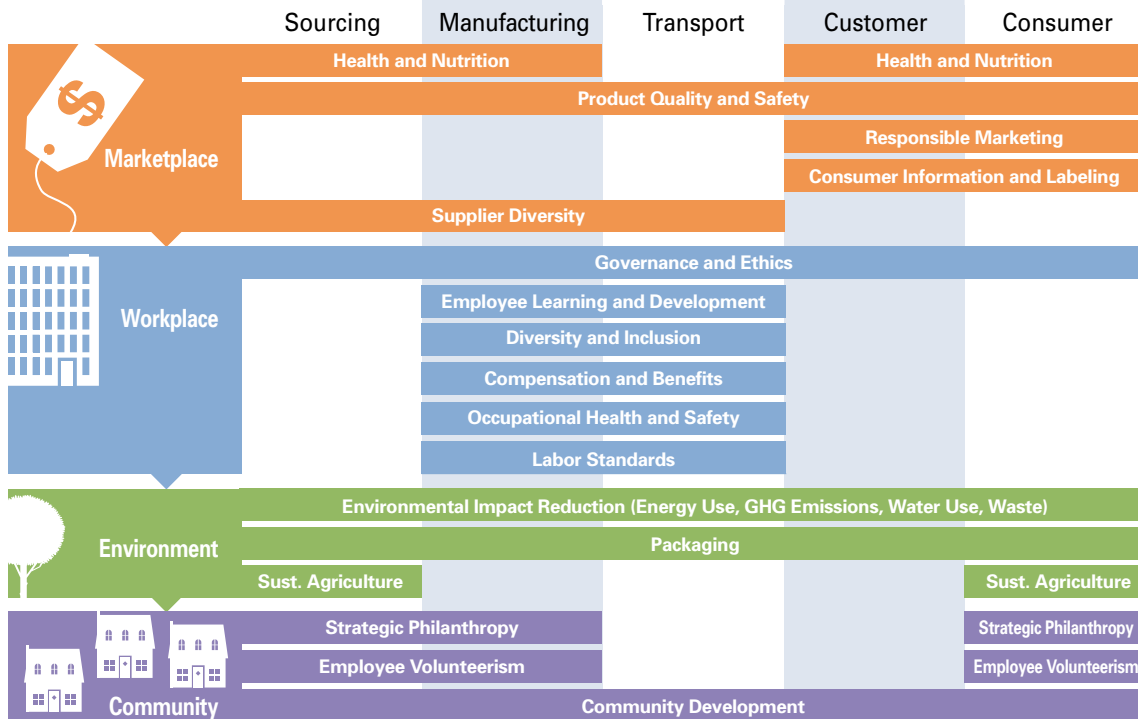 Sourcing Manufacturing Transport Customer Consumer
Health and Nutrition Health and Nutrition
$
Product Quality and Safety
Responsible Marketing
Marketplace
Consumer Information and Labeling
Supplier Diversity
Governance and Ethics
Employee Learning and Development
Workplace
Diversity and Inclusion
Compensation and Benefits
Occupational Health and Safety
Labor Standards
Environmental Impact Reduction (Energy Use, GHG Emissions, Water Use, Waste)
Environment
Packaging
Sust. Agriculture Sust. Agriculture
Strategic Philanthropy Strategic Philanthropy
Employee Volunteerism Employee Volunteerism
Community
Community Development